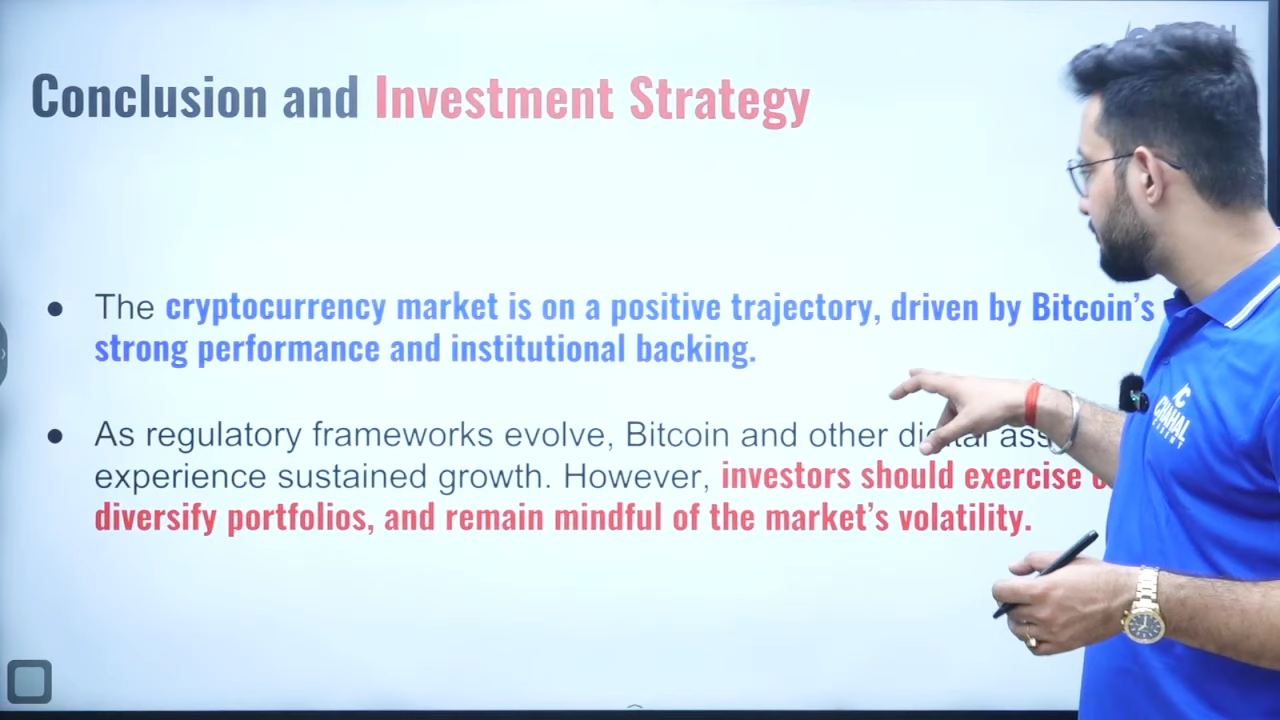 Conclusion and Investment Strategy
● The cryptocurrency market is on a positive trajectory, driven by Bitcoin's
strong performance and institutional backing.
● As regulatory frameworks evolve, Bitcoin and other digital
experience sustained growth. However, investors should exercise
diversify portfolios, and remain mindful of the market's volatility.
CHAHAL